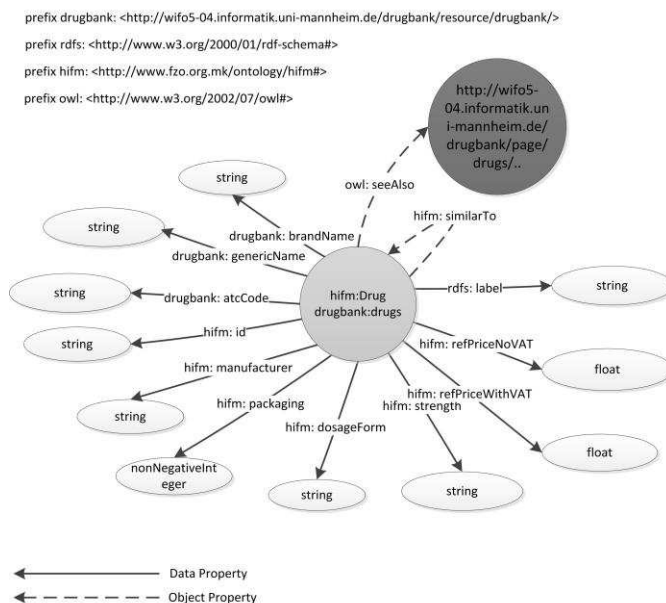 prefix drugbank: <http://wifo5-04.informatik.uni-mannheim.de/drugbank/resource/drugbank/>
prefix rdfs: <http://www.w3.org/2000/01/rdf-schema#>
prefix hifm: <http://www.fzo.org.mk/ontology/hifm#>
prefix owl: <http://www.w3.org/2002/07/owl#>
http://wifo5-
04.informatik.un
i-mannheim.de/
drugbank/page/
drugs/..
owl: seeAlso
hifm: similarTo
string
drugbank: brandName
string
drugbank: genericName
string
drugbank: atcCode
hifm:Drug
drugbank:drugs
rdfs: label
string
string
hifm: id
hifm: refPriceNoVAT
float
hifm: manufacturer
string
hifm: refPriceWithVAT
hifm: strength
hifm: packaging
hifm: dosageForm
float
nonNegativeInt
eger
string
string
Data Property
Object Property